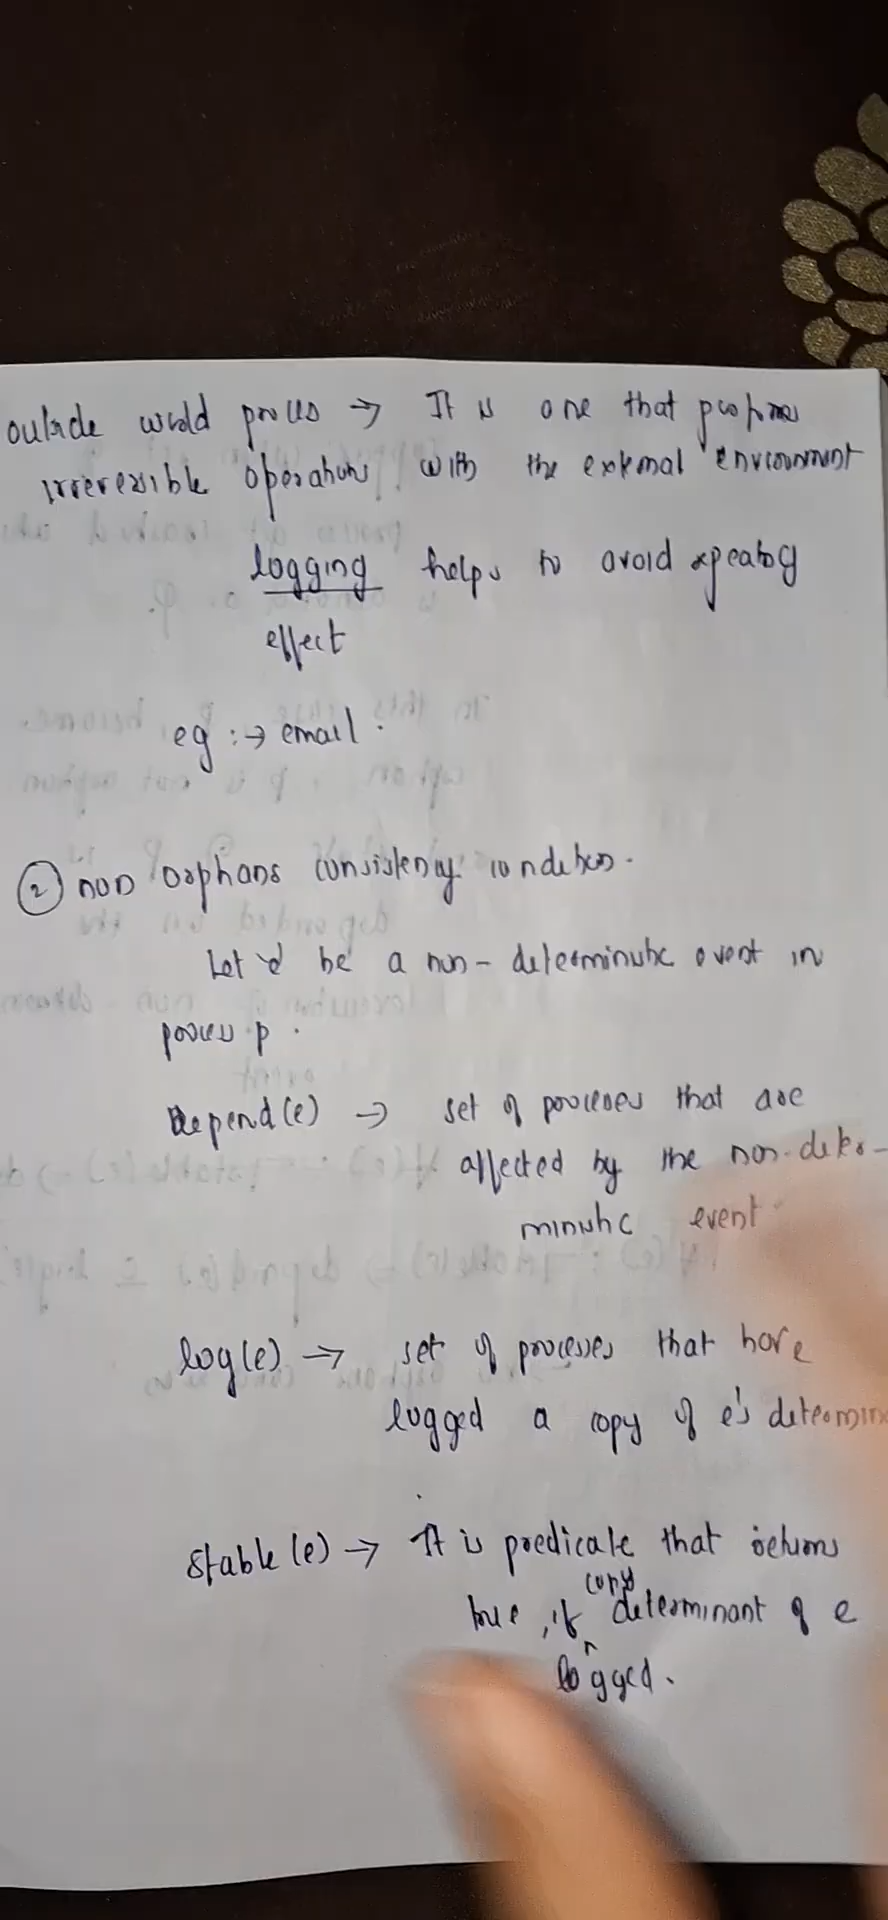 outside world process → It is one that performs
irreversible operations with the external environment
logging helps to avoid repeatg
effect
eg :→ email.
② non orphans consistency condition.
Let 'e' be a non-deterministic event in
process p.
Depend(e) → set of processes that are
affected by the non-deter-
ministic event
log(e) → set of processes that have
logged a copy of e's determin
Stable(e) → It is predicate that returns
copy
true, if determinant of e
logged.